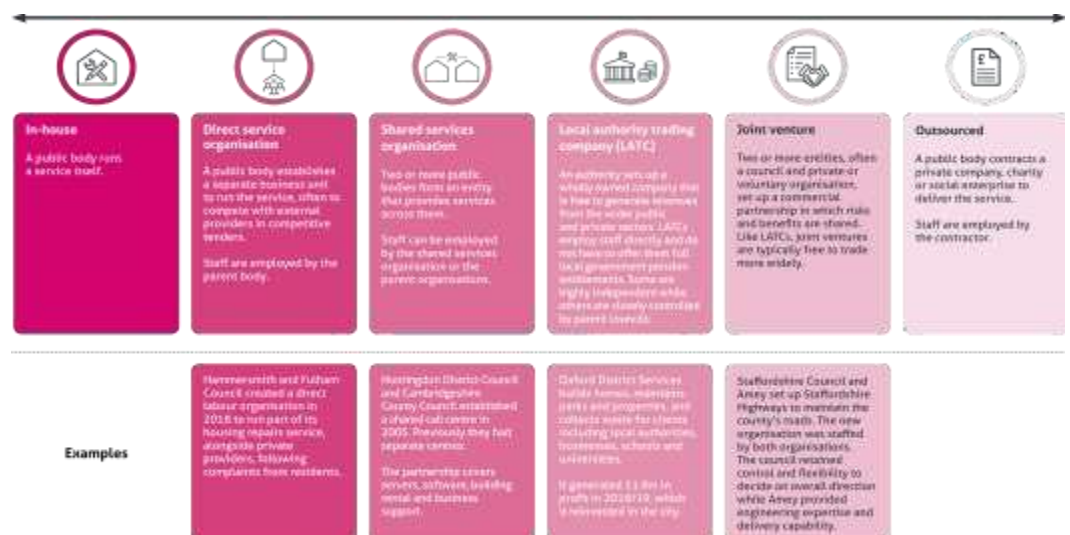 In-house
A public body runs
a service itself.
Direct service
organisation
A public body establishes
a separate business unit
to run the service, often to
compete with external
providers in competitive
tenders.
Staff are employed by the
parent body.
Shared services
organisation
Two or more public
bodies form an entity
that provides services
across them.
Staff can be employed
by the shared services
organisation or the
parent organisations.
Local authority trading
company (LATC)
An authority sets up a
wholly owned company that
is free to generate revenues
from the wider public
and private sectors. LATCs
employ staff directly and do
not have to offer them full
local government pension
entitlements. Some are
highly independent while
others are closely controlled
by parent councils.
Joint venture
Two or more entities, often
a council and private or
voluntary organisation,
set up a commercial
partnership in which risks
and benefits are shared.
Like LATCs, joint ventures
are typically free to trade
more widely.
Outsourced
A public body contracts a
private company, charity
or social enterprise to
deliver the service.
Staff are employed by
the contractor.
Examples
Hammersmith and Fulham
Council created a direct
labour organisation in
to run part of its
housing repairs service,
alongside private
providers, following
complaints from residents.
Huntingdon District Council
and Cambridgeshire
County Council established
a shared call centre in
2005. Previously they had
separate centres.
The partnership covers
servers, software, building
rental and business
support.
Oxford District Services
builds homes, maintains
parks and properties, and
collects waste for clients
including local authorities,
businesses, schools and
universities.
It generated in
profit in 2018/19, which
is reinvested in the city.
Staffordshire Council and
Amey set up Staffordshire
Highways to maintain the
county's roads. The new
organisation was staffed
by both organisations.
The council retained
control and flexibility to
decide an overall direction
while Amey provided
engineering expertise and
delivery capability.